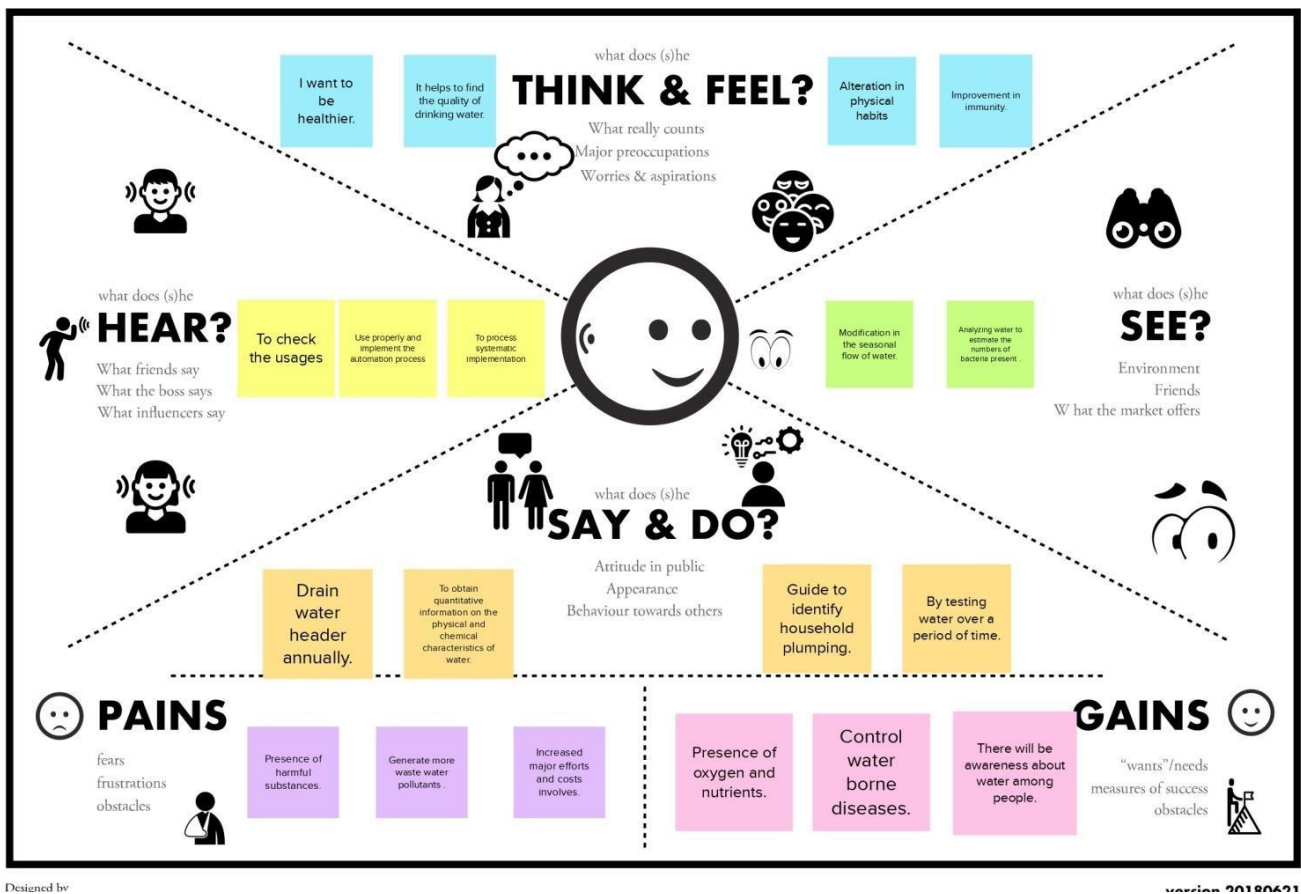 what does (s)he
THINK & FEEL?
What really counts
Major preoccupations
Worries & aspirations
I want to
be
healthier.
It helps to find
the quality of
drinking water.
Alteration in
physical
habits
Improvement in
immunity.
what does (s)he
HEAR?
What friends say
What the boss says
What influencers say
To check
the usages
Use properly and
implement the
automation process
To process
systematic
implementation
Modification in
the seasonal
flow of water.
Analyzing water to
estimate the
numbers of
bacteria present .
what does (s)he
SEE?
Environment
Friends
W hat the market offers
what does (s)he
SAY & DO?
Attitude in public
Appearance
Behaviour towards others
Drain
water
header
annually.
To obtain
quantitative
information on the
physical and
chemical
characteristics of
water.
Guide to
identify
household
plumping.
By testing
water over a
period of time.
PAINS
fears
frustrations
obstacles
Presence of
harmful
substances.
Generate more
waste water
pollutants .
Increased
major efforts
and costs
involves.
Presence of
oxygen and
nutrients.
Control
water
borne
diseases.
There will be
awareness about
water among
people.
GAINS
“wants”/needs
measures of success
obstacles
Designed by
version 20180621